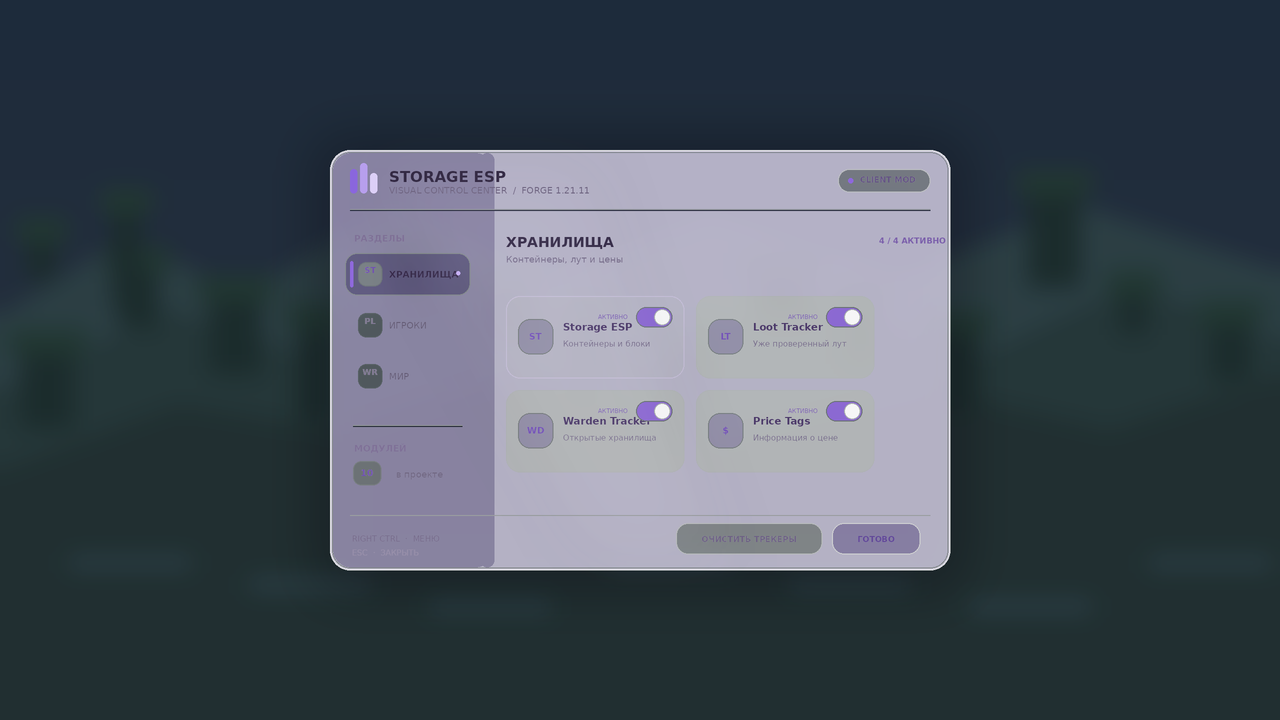 STORAGE ESP
VISUAL CONTROL CENTER / FORGE 1.21.11
CLIENT MOD
РАЗДЕЛЫ
ST ХРАНИЛИЩА
PL ИГРОКИ
WR МИР
МОДУЛЕЙ
в проекте
RIGHT CTRL МЕНЮ
ESC ЗАКРЫТЬ
ХРАНИЛИЩА
4 / 4 АКТИВНО
Контейнеры, лут и цены
ST
АКТИВНО
Storage ESP
Контейнеры и блоки
LT
АКТИВНО
Loot Tracker
Уже проверенный лут
WD
АКТИВНО
Warden Tracker
Открытые хранилища
$
АКТИВНО
Price Tags
Информация о цене
ОЧИСТИТЬ ТРЕКЕРЫ
ГОТОВО